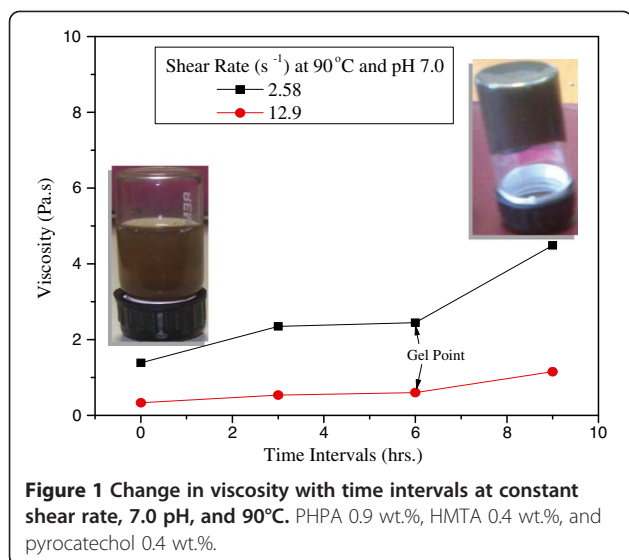 10
8
6
4
2
0
Viscosity (Pa.s)
Shear Rate (s⁻¹) at 90°C and pH 7.0
2.58
12.9
REM
Gel Point
0 2 4 6 8 10
Time Intervals (hrs.)
Figure 1 Change in viscosity with time intervals at constant
shear rate, 7.0 pH, and 90°C. PHPA 0.9 wt.%, HMTA 0.4 wt.%, and
pyrocatechol 0.4 wt.%.